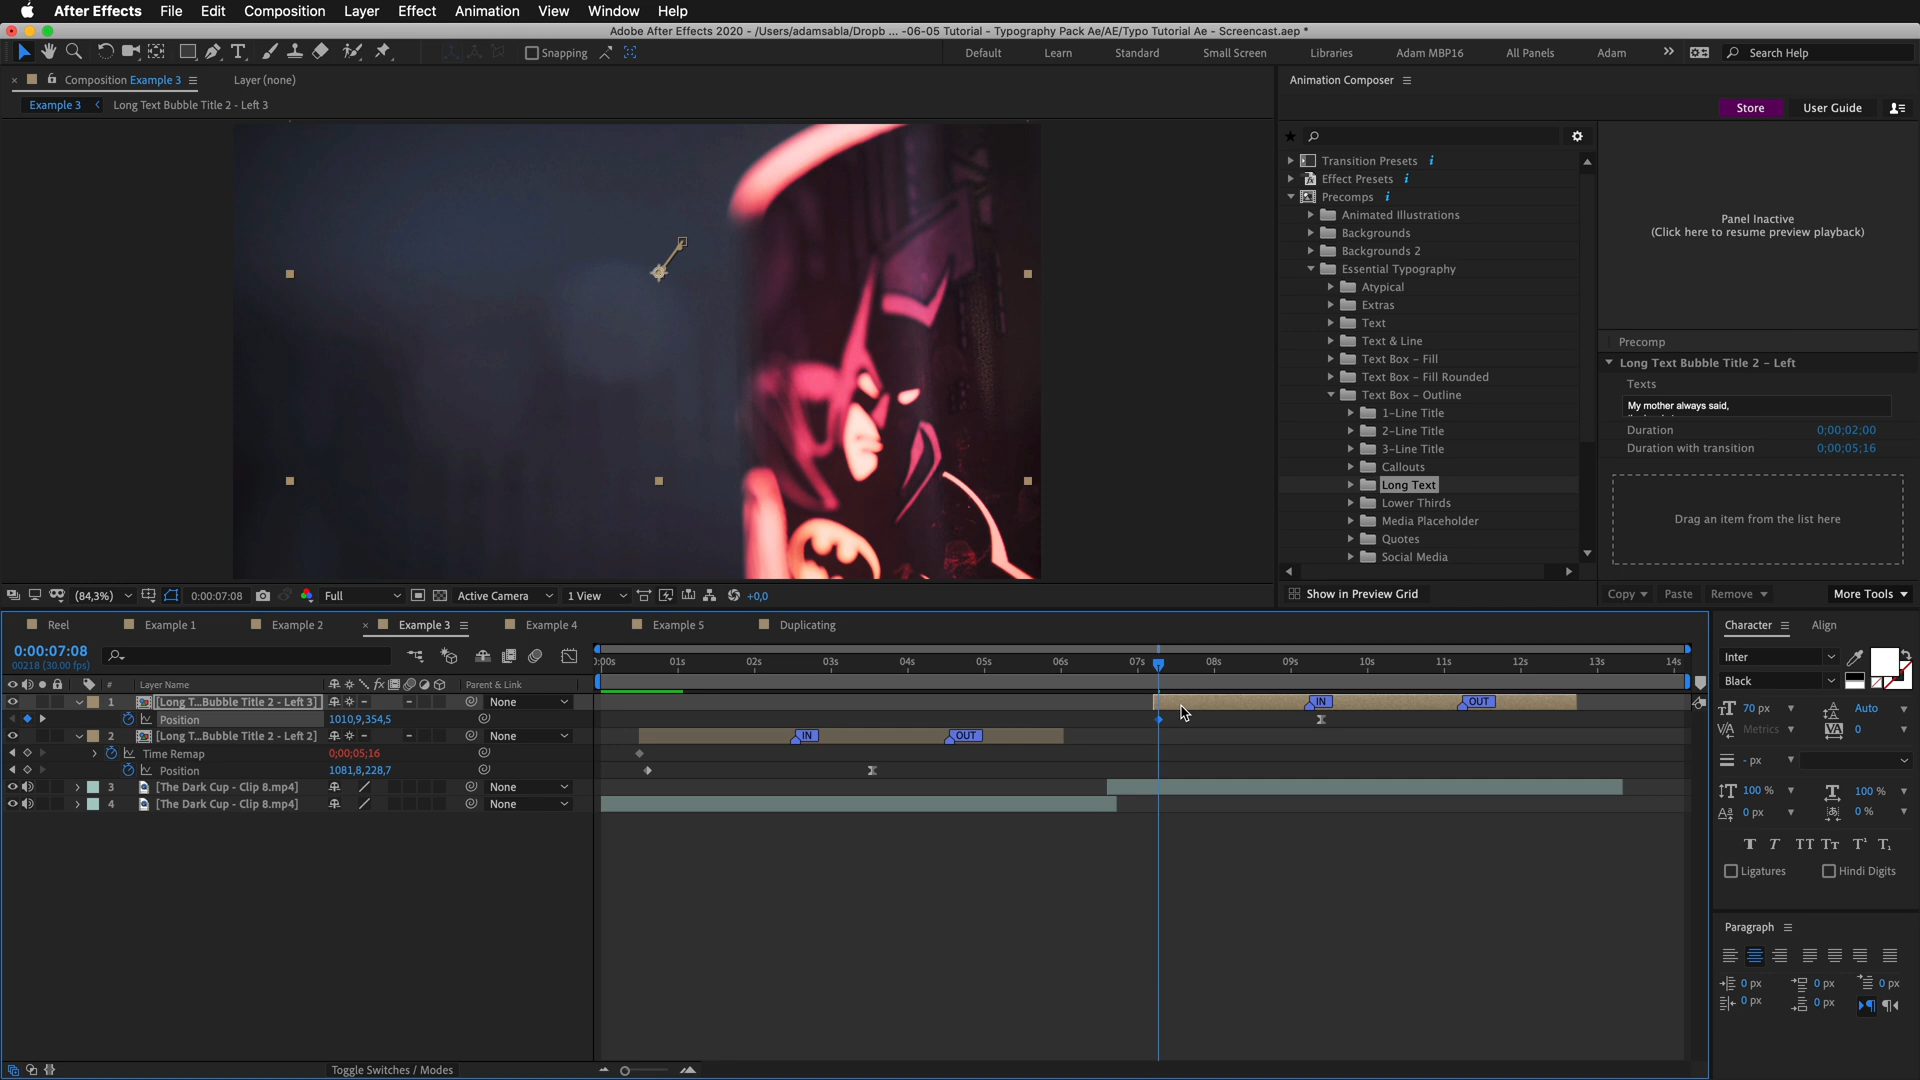 After Effects File Edit Composition Layer Effect Animation View Window Help
Adobe After Effects 2020 - /Users/adamsabla/Dropb ... -06-05 Tutorial - Typography Pack Ae/AE/Typo Tutorial Ae - Screencast.aep *
Snapping Default Learn Standard Small Screen Libraries Adam MBP16 All Panels Adam Search Help
Composition Example 3 Layer (none)
Example 3 Long Text Bubble Title 2 - Left 3
Animation Composer
Store User Guide
Transition Presets i
Effect Presets i
Precomps i
Animated Illustrations
Backgrounds
Backgrounds 2
Essential Typography
Atypical
Extras
Text
Text & Line
Text Box - Fill
Text Box - Fill Rounded
Text Box - Outline
1-Line Title
2-Line Title
3-Line Title
Callouts
Long Text
Lower Thirds
Media Placeholder
Quotes
Social Media
Show in Preview Grid
Panel Inactive
(Click here to resume preview playback)
Precomp
Long Text Bubble Title 2 - Left
Texts
My mother always said,
Duration 0;00;02;00
Duration with transition 0;00;05;16
Drag an item from the list here
Copy Paste Remove More Tools
(84,3%) 0:00:07:08 Full Active Camera 1 View +0,0
Reel Example 1 Example 2 Example 3 Example 4 Example 5 Duplicating
0:00:07:08
00218 (30.00 fps)
0:00s 01s 02s 03s 04s 05s 06s 07s 08s 09s 10s 11s 12s 13s 14s
# Layer Name Parent & Link
1 [Long T...Bubble Title 2 - Left 3] None IN OUT
Position 1010,9,354,5
2 [Long T...Bubble Title 2 - Left 2] None IN OUT
Time Remap 0;00;05;16
Position 1081,8,228,7
3 [The Dark Cup - Clip 8.mp4] None
4 [The Dark Cup - Clip 8.mp4] None
Toggle Switches / Modes
Character Align
Inter
Black
70 px Auto
Metrics 0
- px
100 % 100 %
0 px 0 %
T T TT Tt T¹ T₁
Ligatures Hindi Digits
Paragraph
0 px 0 px 0 px
0 px 0 px